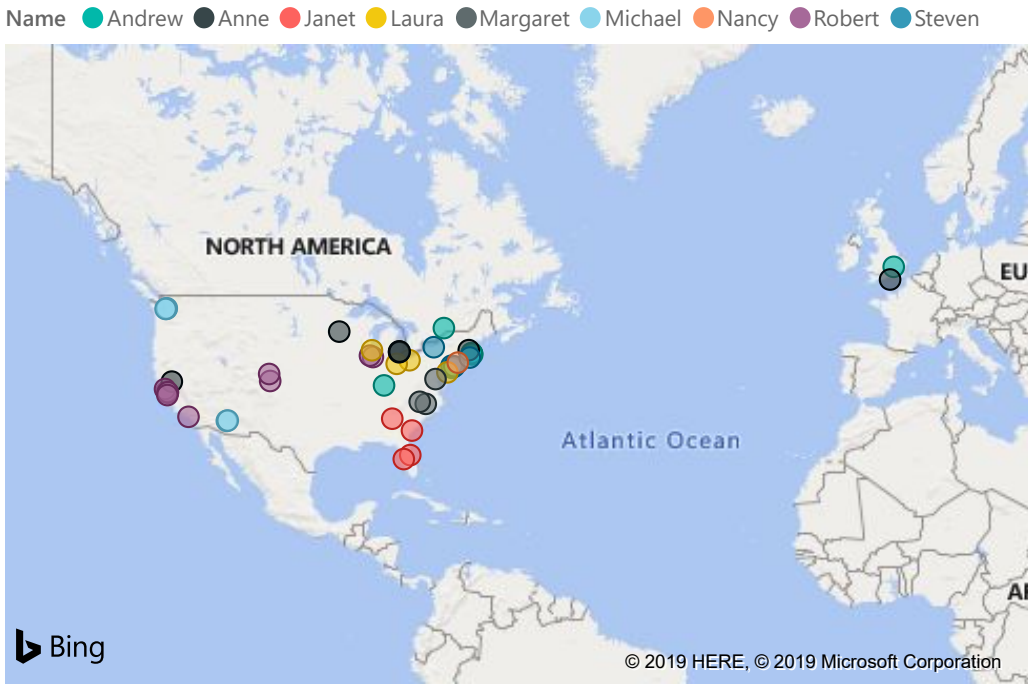 Name Andrew Anne Janet Laura Margaret Michael Nancy Robert Steven
NORTH AMERICA
EU
Atlantic Ocean
AF
Bing
© 2019 HERE, © 2019 Microsoft Corporation